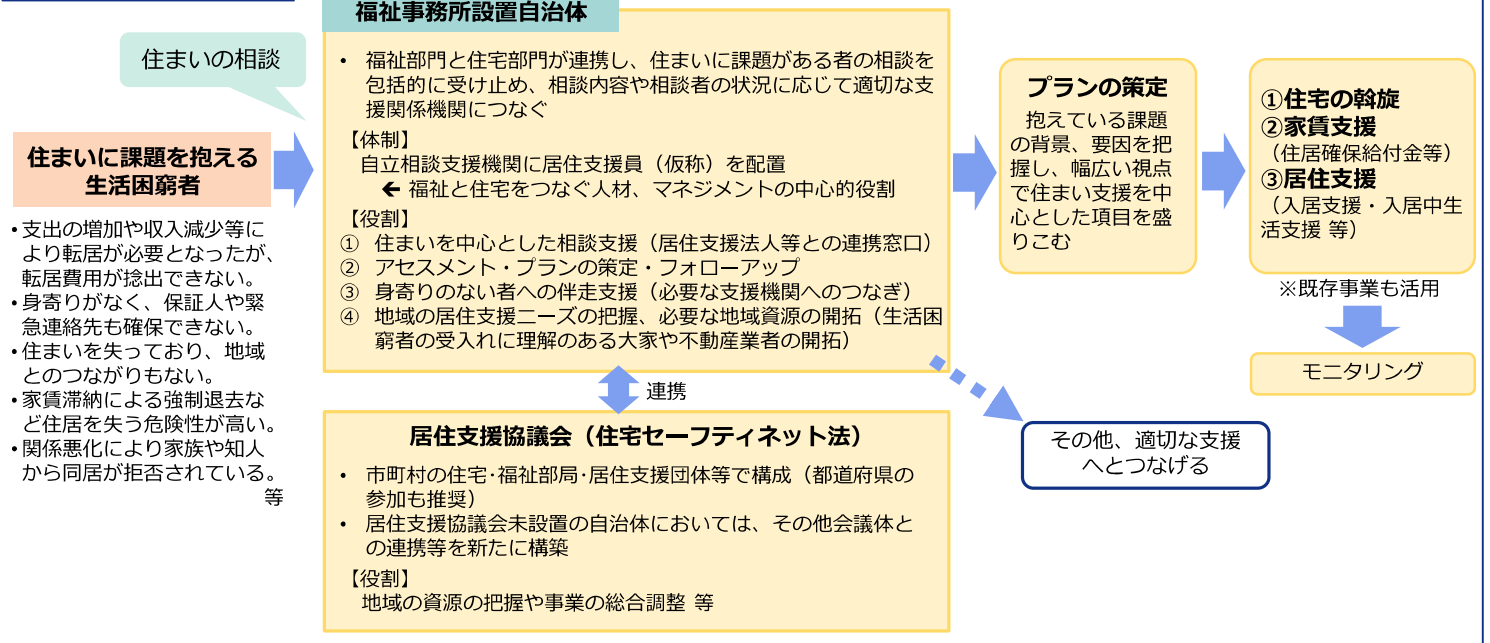 福祉事務所設置自治体
住まいの相談
住まいに課題を抱える
生活困窮者
・支出の増加や収入減少等に
より転居が必要となったが、
転居費用が捻出できない。
・身寄りがなく、保証人や緊
急連絡先も確保できない。
・住まいを失っており、地域
とのつながりもない。
・家賃滞納による強制退去な
ど住居を失う危険性が高い。
・関係悪化により家族や知人
から同居が拒否されている。
等
• 福祉部門と住宅部門が連携し、住まいに課題がある者の相談を
包括的に受け止め、相談内容や相談者の状況に応じて適切な支
援関係機関につなぐ
【体制】
自立相談支援機関に居住支援員（仮称）を配置
← 福祉と住宅をつなぐ人材、マネジメントの中心的役割
【役割】
① 住まいを中心とした相談支援（居住支援法人等との連携窓口）
② アセスメント・プランの策定・フォローアップ
③ 身寄りのない者への伴走支援（必要な支援機関へのつなぎ）
④ 地域の居住支援ニーズの把握、必要な地域資源の開拓（生活困
窮者の受入れに理解のある大家や不動産業者の開拓）
連携
居住支援協議会（住宅セーフティネット法）
• 市町村の住宅･福祉部局･居住支援団体等で構成（都道府県の
参加も推奨）
• 居住支援協議会未設置の自治体においては、その他会議体と
の連携等を新たに構築
【役割】
地域の資源の把握や事業の総合調整 等
プランの策定
抱えている課題
の背景、要因を把
握し、幅広い視点
で住まい支援を中
心とした項目を盛
りこむ
①住宅の斡旋
②家賃支援
（住居確保給付金等）
③居住支援
（入居支援・入居中生
活支援 等）
※既存事業も活用
モニタリング
その他、適切な支援
へとつなげる